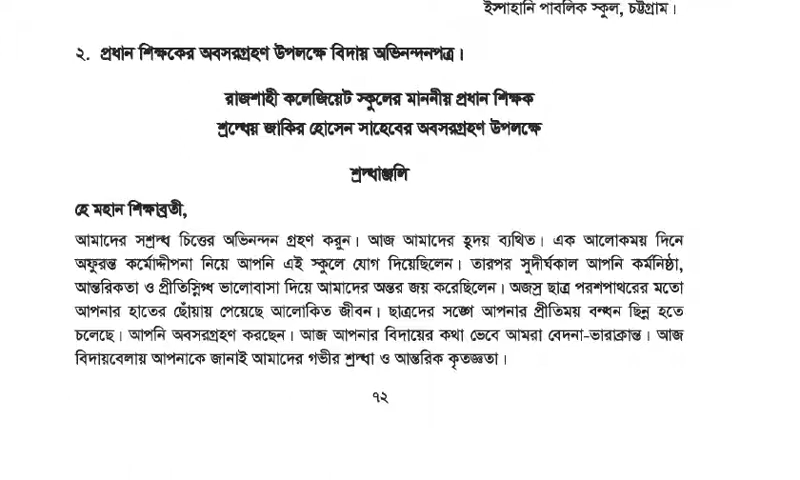 ইস্পাহানি পাবলিক স্কুল, চট্টগ্রাম।
২. প্রধান শিক্ষকের অবসরগ্রহণ উপলক্ষে বিদায় অভিনন্দনপত্র।
রাজশাহী কলেজিয়েট স্কুলের মাননীয় প্রধান শিক্ষক
শ্রদ্ধেয় জাকির হোসেন সাহেবের অবসরগ্রহণ উপলক্ষে
শ্রদ্ধাঞ্জলি
হে মহান শিক্ষাব্রতী,
আমাদের সশ্রদ্ধ চিত্তের অভিনন্দন গ্রহণ করুন। আজ আমাদের হৃদয় ব্যথিত। এক আলোকময় দিনে
অফুরন্ত কর্মোদ্দীপনা নিয়ে আপনি এই স্কুলে যোগ দিয়েছিলেন। তারপর সুদীর্ঘকাল আপনি কর্মনিষ্ঠা,
আন্তরিকতা ও প্রীতিস্নিগ্ধ ভালোবাসা দিয়ে আমাদের অন্তর জয় করেছিলেন। অজস্র ছাত্র পরশপাথরের মতো
আপনার হাতের ছোঁয়ায় পেয়েছে আলোকিত জীবন। ছাত্রদের সঙ্গে আপনার প্রীতিময় বন্ধন ছিন্ন হতে
চলেছে। আপনি অবসরগ্রহণ করছেন। আজ আপনার বিদায়ের কথা ভেবে আমরা বেদনা-ভারাক্রান্ত। আজ
বিদায়বেলায় আপনাকে জানাই আমাদের গভীর শ্রদ্ধা ও আন্তরিক কৃতজ্ঞতা।
৭২